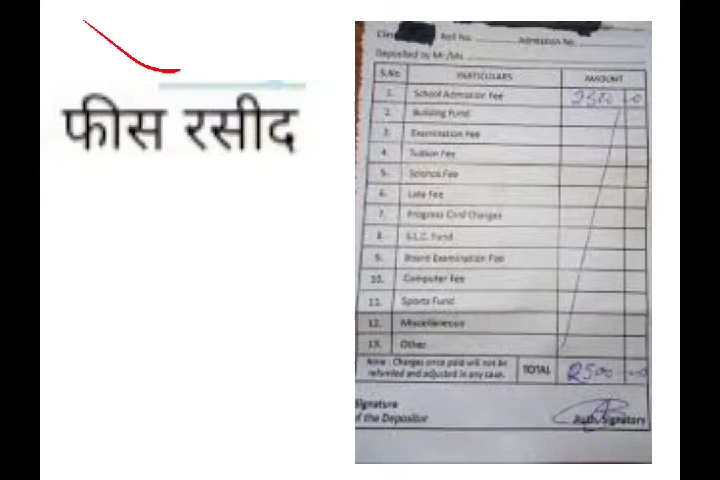 फीस रसीद
Class Roll No. Admission No.
Deposited by Mr/Ms.
S.No PARTICULARS AMOUNT
1. School Admission Fee 2500
2. Building Fund
3. Examination Fee
4. Tuition Fee
5. Science Fee
6. Late Fee
7. Progress Card Charges
8. S.L.C. Fund
9. Board Examination Fee
10. Computer Fee
11. Sports Fund
12. Miscellaneous
13. Other
Note : Charges once paid will not be
refunded and adjusted in any case. TOTAL 2500
Signature
of the Depositor Auth. Signatory